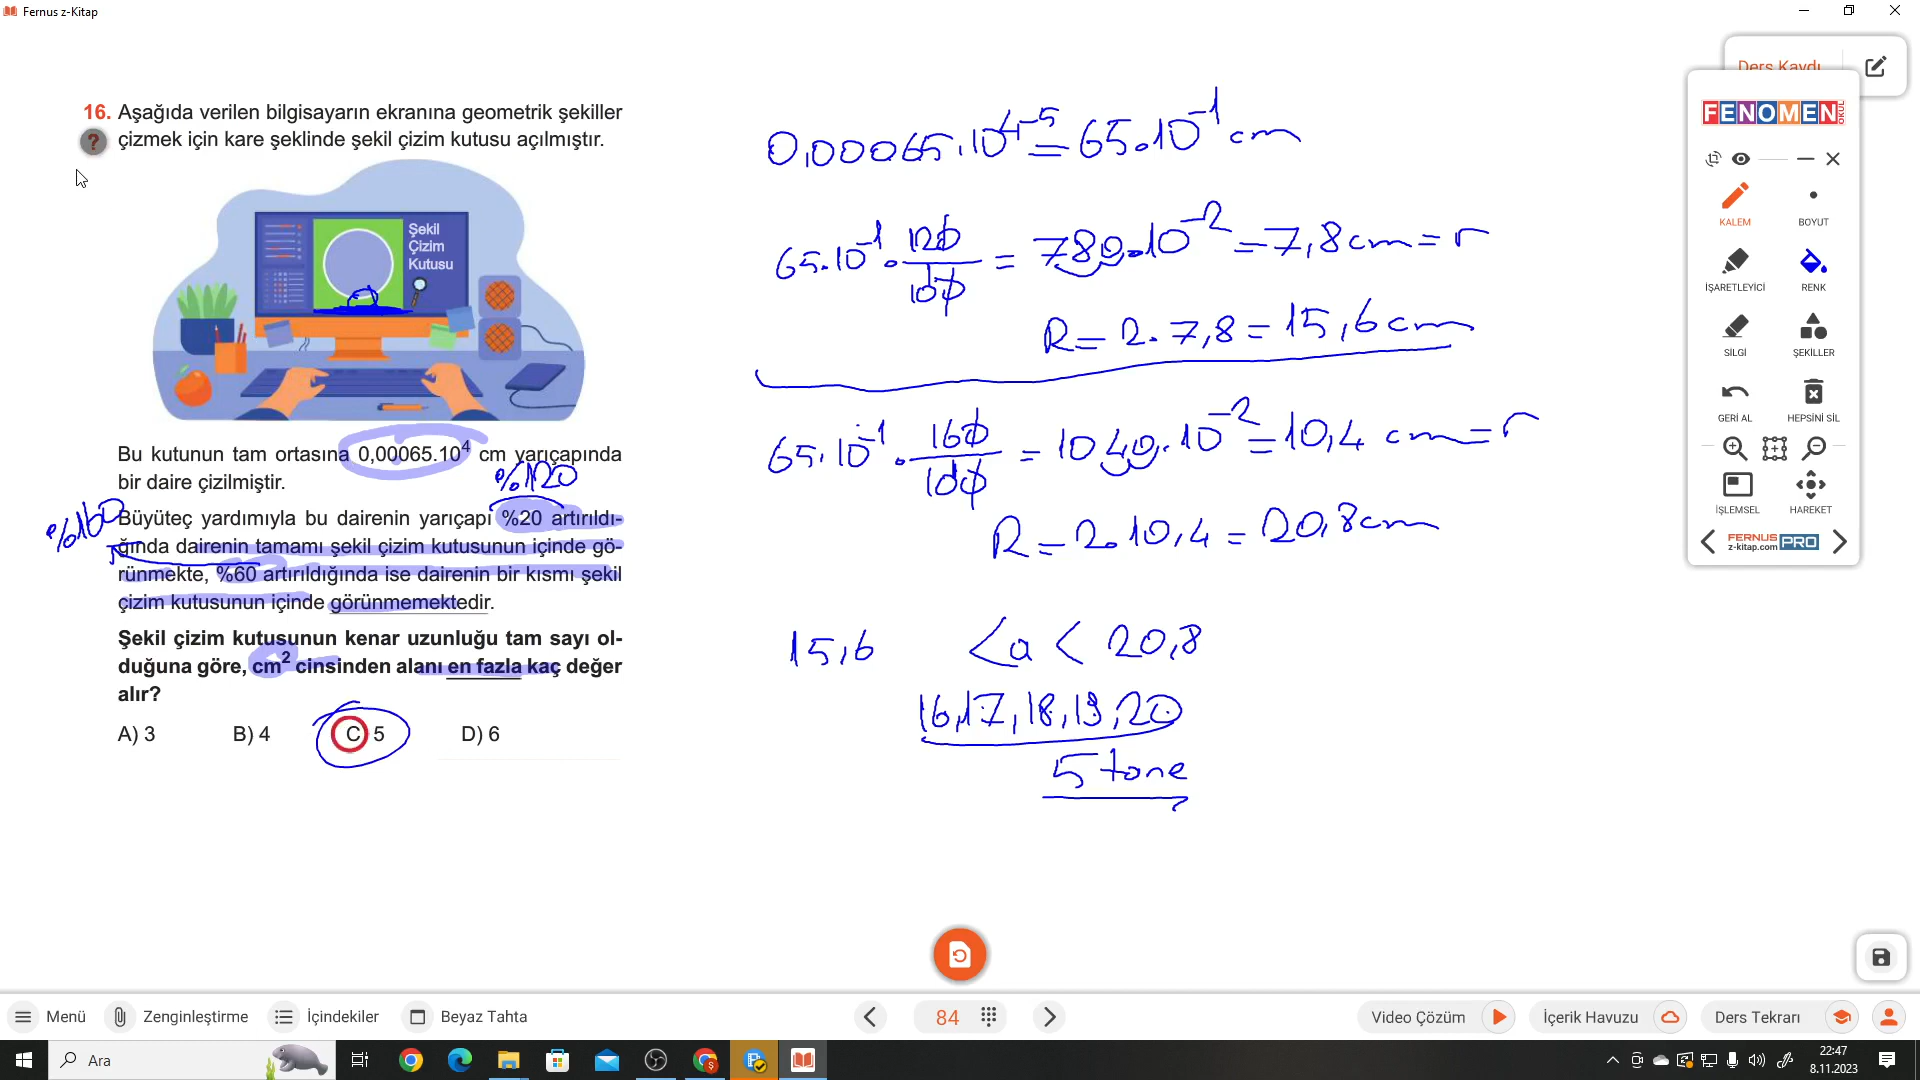 Fernus z-Kitap
Ders Kaydı
FENOMEN OKUL
16. Aşağıda verilen bilgisayarın ekranına geometrik şekiller
? çizmek için kare şeklinde şekil çizim kutusu açılmıştır.
Şekil
Çizim
Kutusu
Bu kutunun tam ortasına 0,00065.10⁴ cm yarıçapında
bir daire çizilmiştir.
%120
%160
Büyüteç yardımıyla bu dairenin yarıçapı %20 artırıldı-
ğında dairenin tamamı şekil çizim kutusunun içinde gö-
rünmekte, %60 artırıldığında ise dairenin bir kısmı şekil
çizim kutusunun içinde görünmemektedir.
Şekil çizim kutusunun kenar uzunluğu tam sayı ol-
duğuna göre, cm² cinsinden alanı en fazla kaç değer
alır?
A) 3 B) 4 C) 5 D) 6
0,00065.10⁴⁻⁵ = 65.10⁻¹ cm
65.10⁻¹ . 120/100 = 780.10⁻² = 7,8 cm = r
R = 2. 7,8 = 15,6 cm
65.10⁻¹ . 160/100 = 1040.10⁻² = 10,4 cm = r
R = 2.10,4 = 20,8 cm
15,6 < a < 20,8
16,17,18,19,20
5 tane
KALEM BOYUT
İŞARETLEYİCİ RENK
SİLGİ ŞEKİLLER
GERİ AL HEPSİNİ SİL
İŞLEMSEL HAREKET
FERNUS
z-kitap.com PRO
Menü Zenginleştirme İçindekiler Beyaz Tahta 84 Video Çözüm İçerik Havuzu Ders Tekrarı
Ara
22:47
8.11.2023